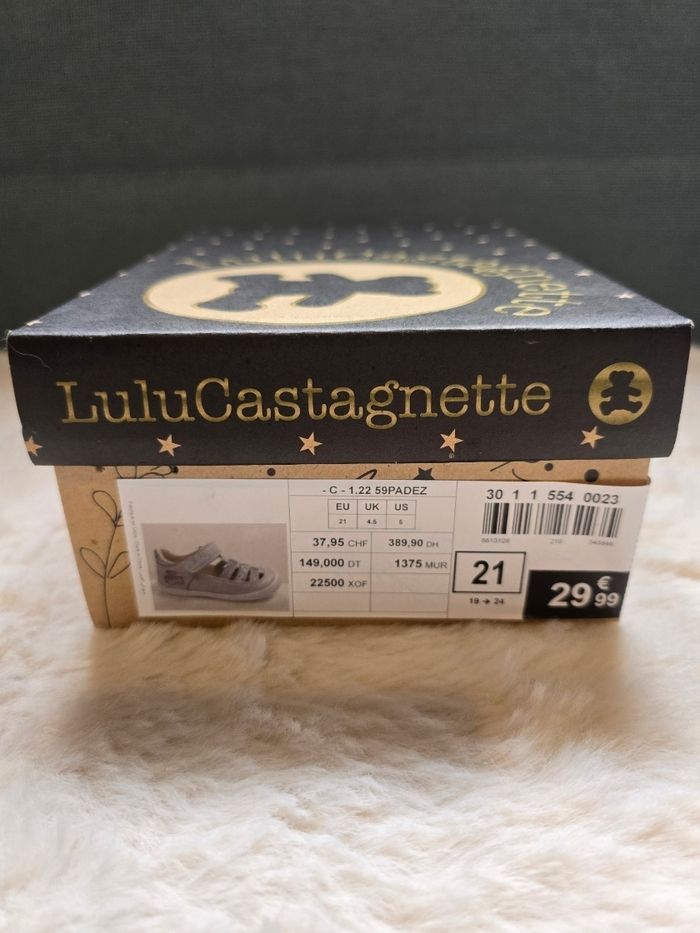 agnette
LuluCastagnette
- C - 1.22 59PADEZ
30 1 1 554 0023
EU UK US
21 4.5 5
37,95 CHF 389,90 DH
149,000 DT 1375 MUR
22500 XOF
21
19 → 24
29 € 99